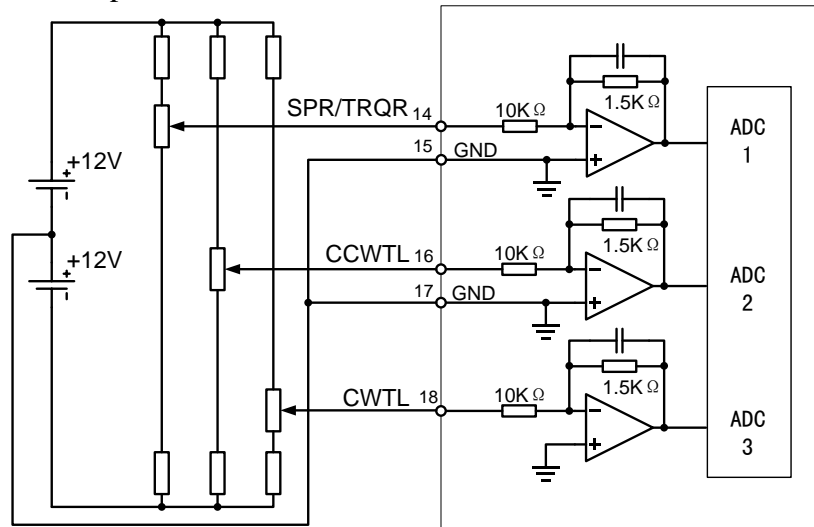 SPR/TRQR 14
10KΩ
1.5KΩ
ADC
1
15 GND
+12V
CCWTL 16
10KΩ
1.5KΩ
+12V
17 GND
ADC
2
CWTL 18
10KΩ
1.5KΩ
ADC
3